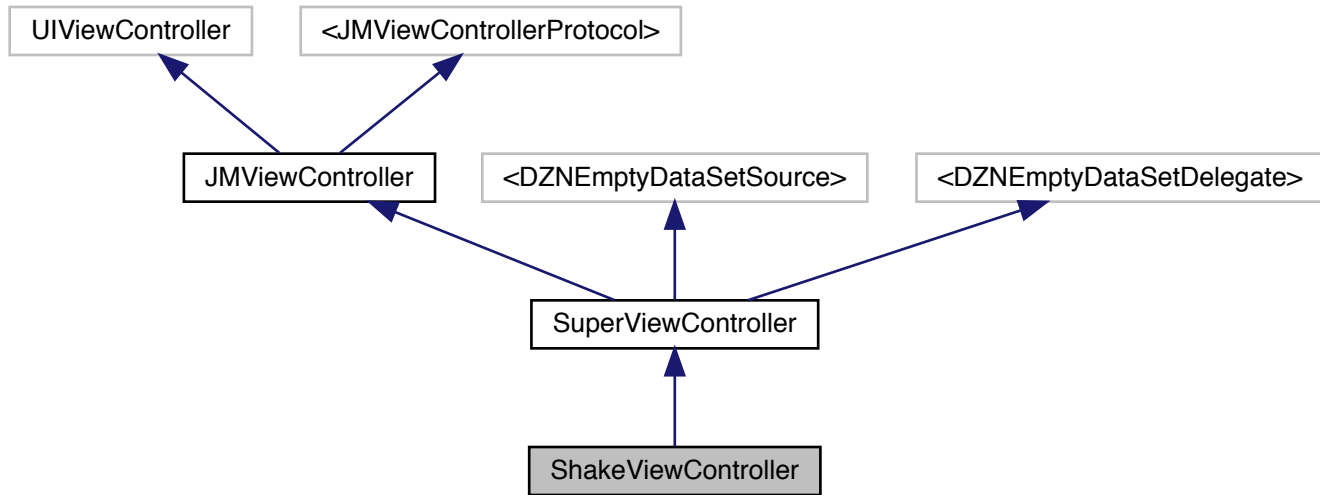 UIViewController
<JMViewControllerProtocol>
JMViewController
<DZNEmptyDataSetSource>
<DZNEmptyDataSetDelegate>
SuperViewController
ShakeViewController